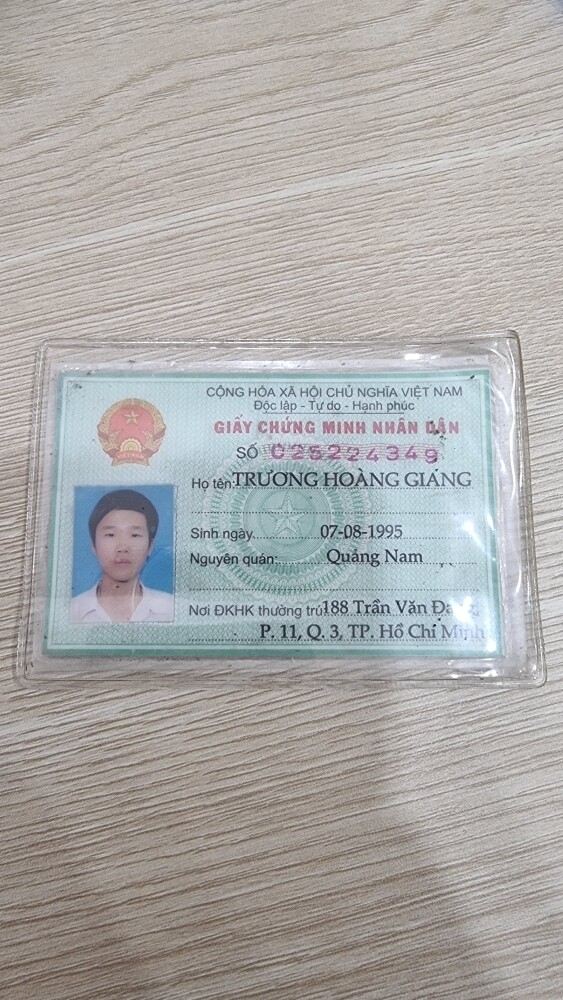 CỘNG HÒA XÃ HỘI CHỦ NGHĨA VIỆT NAM
Độc lập - Tự do - Hạnh phúc
GIẤY CHỨNG MINH NHÂN DÂN
SỐ 025224349
Họ tên TRƯƠNG HOÀNG GIANG
Sinh ngày 07-08-1995
Nguyên quán: Quảng Nam
Nơi ĐKHK thường trú 188 Trần Văn
P. 11, Q. 3, TP. Hồ Chí Minh